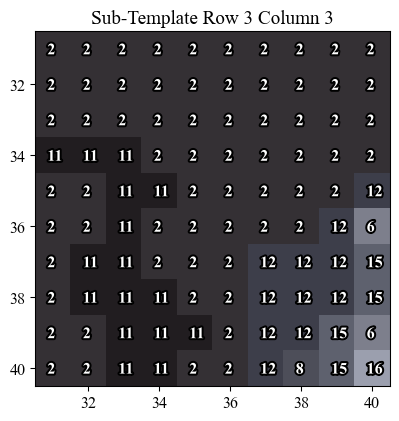 Sub-Template Row 3 Column 3
2 2 2 2 2 2 2 2 2 2
32 2 2 2 2 2 2 2 2 2 2
2 2 2 2 2 2 2 2 2 2
34 11 11 11 2 2 2 2 2 2 2
2 2 11 11 2 2 2 2 2 12
36 2 2 11 2 2 2 2 2 12 6
2 11 11 2 2 2 12 12 12 15
38 2 11 11 11 2 2 12 12 12 15
2 2 11 11 11 2 12 12 15 6
40 2 2 11 11 2 2 12 8 15 16
32 34 36 38 40